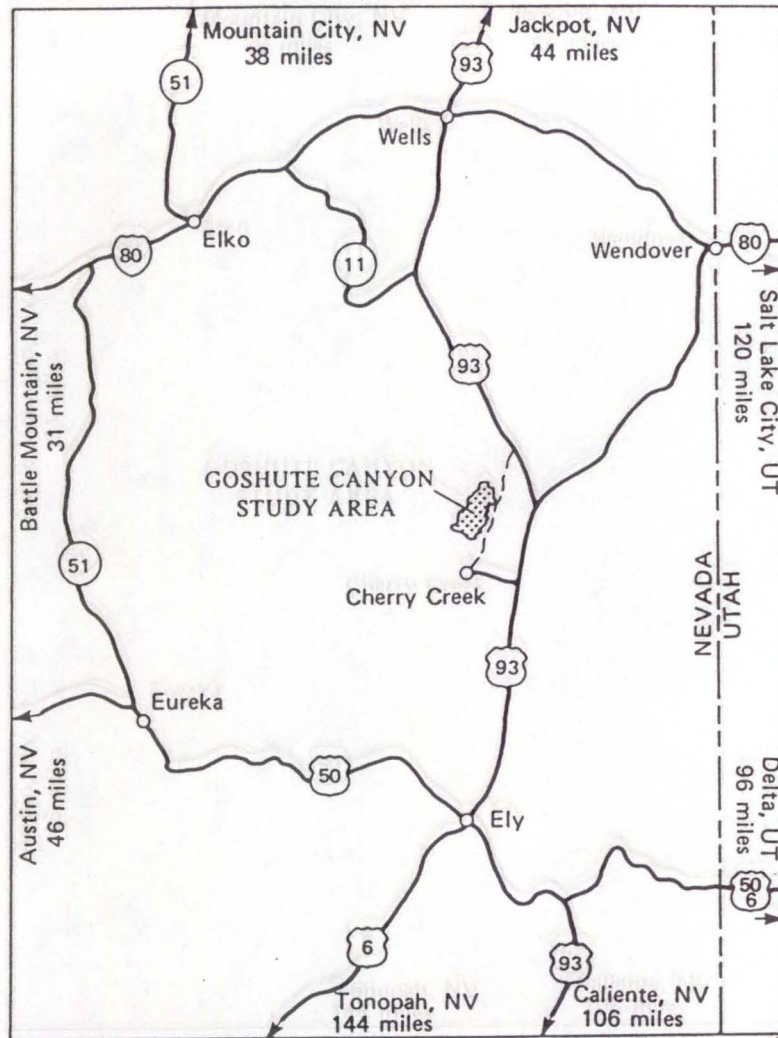 Mountain City, NV
38 miles
Jackpot, NV
44 miles
51
93
Wells
Elko
80
11
Wendover
80
Battle Mountain, NV
31 miles
93
Salt Lake City, UT
120 miles
GOSHUTE CANYON
STUDY AREA
51
Cherry Creek
NEVADA
UTAH
93
Eureka
50
Austin, NV
46 miles
Ely
Delta, UT
96 miles
50
6
6
93
Tonopah, NV
144 miles
Caliente, NV
106 miles